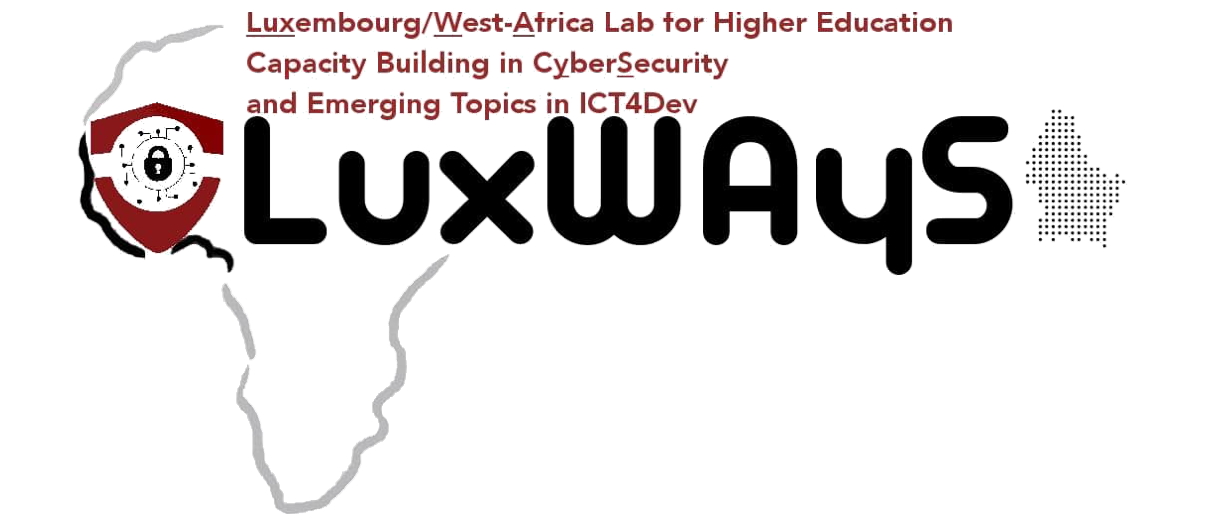 Luxembourg/West-Africa Lab for Higher Education
Capacity Building in CyberSecurity
and Emerging Topics in ICT4Dev
LuxWAyS